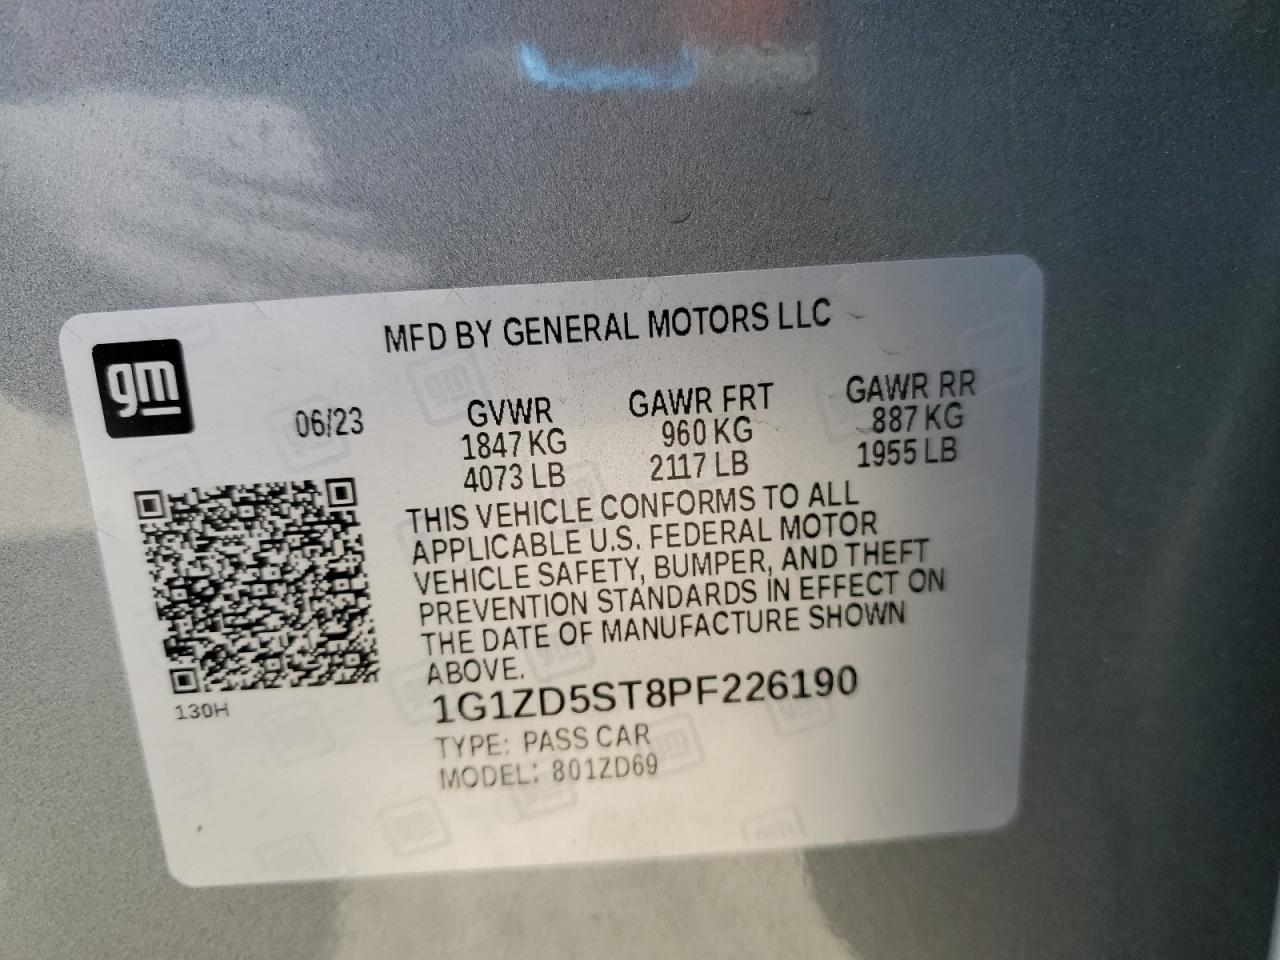 MFD BY GENERAL MOTORS LLC
gm
06/23
GVWR GAWR FRT GAWR RR
1847 KG 960 KG 887 KG
4073 LB 2117 LB 1955 LB
THIS VEHICLE CONFORMS TO ALL
APPLICABLE U.S. FEDERAL MOTOR
VEHICLE SAFETY, BUMPER, AND THEFT
PREVENTION STANDARDS IN EFFECT ON
THE DATE OF MANUFACTURE SHOWN
ABOVE.
130H
1G1ZD5ST8PF226190
TYPE: PASS CAR
MODEL: 801ZD69